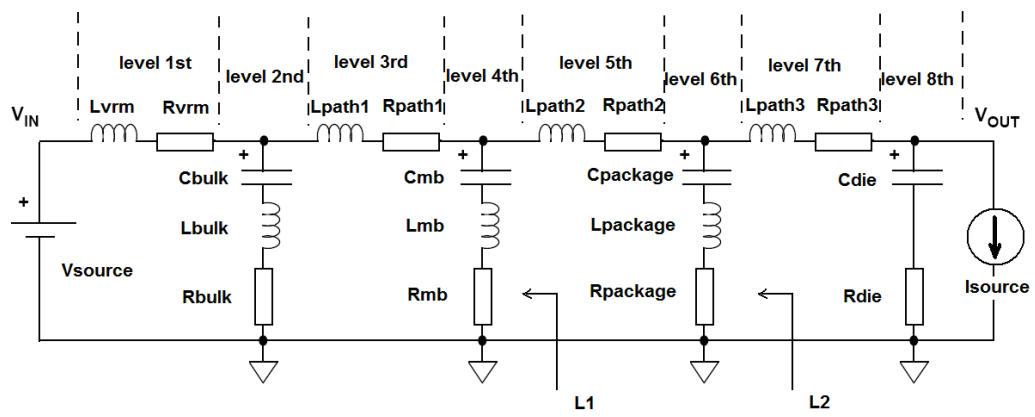 level 1st
level 2nd
level 3rd
level 4th
level 5th
level 6th
level 7th
level 8th
VIN
Lvrm
Rvrm
Lpath1
Rpath1
Lpath2
Rpath2
Lpath3
Rpath3
VOUT
+
+
+
+
+
Cbulk
Cmb
Cpackage
Cdie
Lbulk
Lmb
Lpackage
Vsource
Rbulk
Rmb
Rpackage
Rdie
Isource
L1
L2